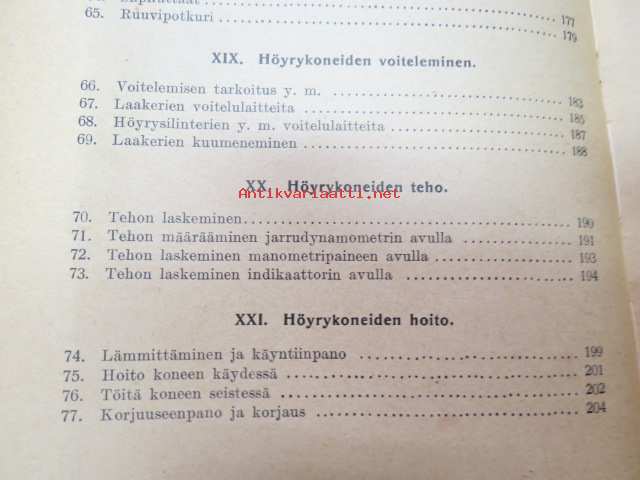 177
65. Ruuvipotkuri 179
XIX. Höyrykoneiden voiteleminen.
66. Voitelemisen tarkoitus y. m. 183
67. Laakerien voitelulaitteita 185
68. Höyrysilinterien y. m. voitelulaitteita 187
69. Laakerien kuumeneminen 188
XX. Höyrykoneiden teho.
Antikvariaatti.net
70. Tehon laskeminen 190
71. Tehon määrääminen jarrudynamometrin avulla 191
72. Tehon laskeminen manometripaineen avulla 193
73. Tehon laskeminen indikaattorin avulla 194
XXI. Höyrykoneiden hoito.
74. Lämmittäminen ja käyntiinpano 199
75. Hoito koneen käydessä 201
76. Töitä koneen seistessä 202
77. Korjuuseenpano ja korjaus 204